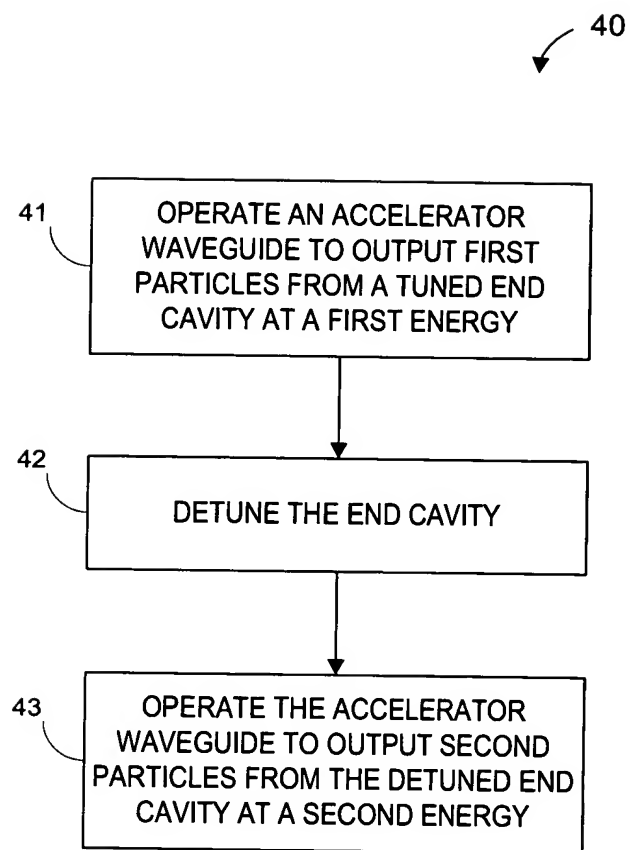 40
41
OPERATE AN ACCELERATOR
WAVEGUIDE TO OUTPUT FIRST
PARTICLES FROM A TUNED END
CAVITY AT A FIRST ENERGY
42
DETUNE THE END CAVITY
43
OPERATE THE ACCELERATOR
WAVEGUIDE TO OUTPUT SECOND
PARTICLES FROM THE DETUNED END
CAVITY AT A SECOND ENERGY